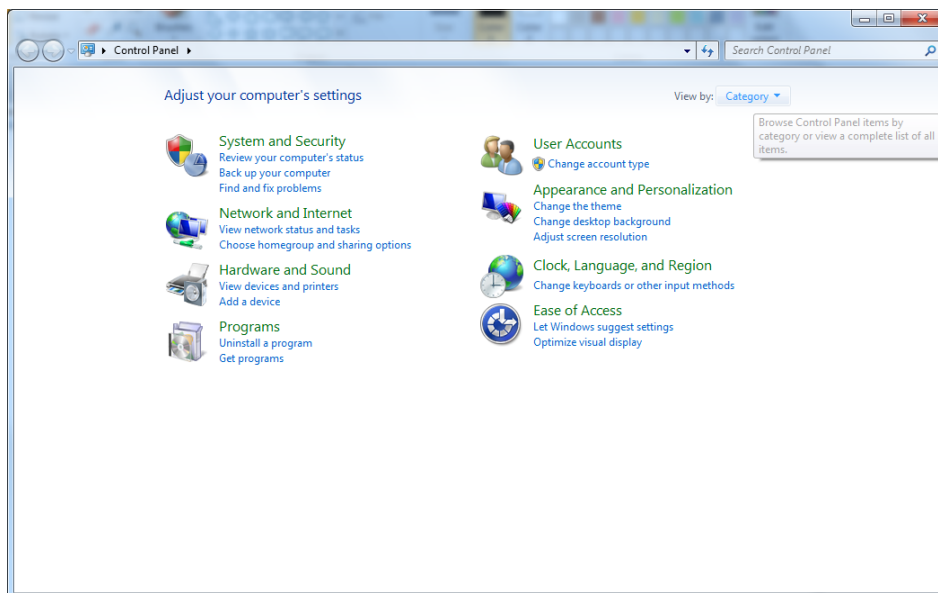 Control Panel
Search Control Panel
Adjust your computer's settings
View by: Category
Browse Control Panel items by
category or view a complete list of all
items.
System and Security
Review your computer's status
Back up your computer
Find and fix problems
Network and Internet
View network status and tasks
Choose homegroup and sharing options
Hardware and Sound
View devices and printers
Add a device
Programs
Uninstall a program
Get programs
User Accounts
Change account type
Appearance and Personalization
Change the theme
Change desktop background
Adjust screen resolution
Clock, Language, and Region
Change keyboards or other input methods
Ease of Access
Let Windows suggest settings
Optimize visual display